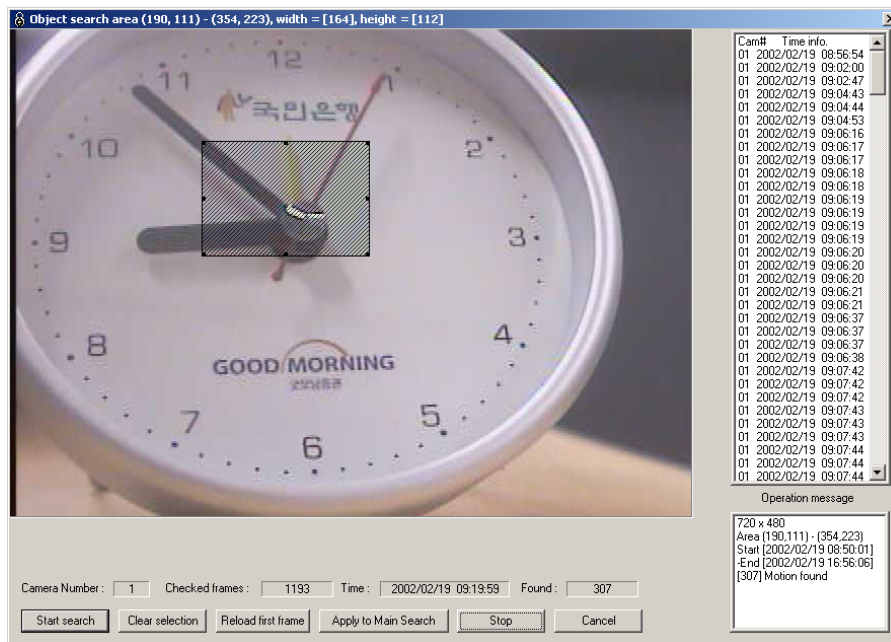 Object search area (190, 111) - (354, 223), width = [164], height = [112]
12
11
1
국민은행
10
2
9
3
8
4
GOOD MORNING
7
5
6
Cam# Time info.
01 2002/02/19 08:56:54
01 2002/02/19 09:02:00
01 2002/02/19 09:02:47
01 2002/02/19 09:04:43
01 2002/02/19 09:04:44
01 2002/02/19 09:04:53
01 2002/02/19 09:06:16
01 2002/02/19 09:06:17
01 2002/02/19 09:06:17
01 2002/02/19 09:06:18
01 2002/02/19 09:06:18
01 2002/02/19 09:06:19
01 2002/02/19 09:06:19
01 2002/02/19 09:06:19
01 2002/02/19 09:06:19
01 2002/02/19 09:06:20
01 2002/02/19 09:06:20
01 2002/02/19 09:06:20
01 2002/02/19 09:06:21
01 2002/02/19 09:06:21
01 2002/02/19 09:06:37
01 2002/02/19 09:06:37
01 2002/02/19 09:06:37
01 2002/02/19 09:06:38
01 2002/02/19 09:07:42
01 2002/02/19 09:07:42
01 2002/02/19 09:07:42
01 2002/02/19 09:07:43
01 2002/02/19 09:07:43
01 2002/02/19 09:07:43
01 2002/02/19 09:07:44
01 2002/02/19 09:07:44
01 2002/02/19 09:07:44
Operation message
720 x 480
Area (190,111) - (354,223)
Start [2002/02/19 08:50:01]
-End [2002/02/19 16:56:06]
[307] Motion found
Camera Number : 1 Checked frames : 1193 Time : 2002/02/19 09:19:59 Found : 307
Start search Clear selection Reload first frame Apply to Main Search Stop Cancel